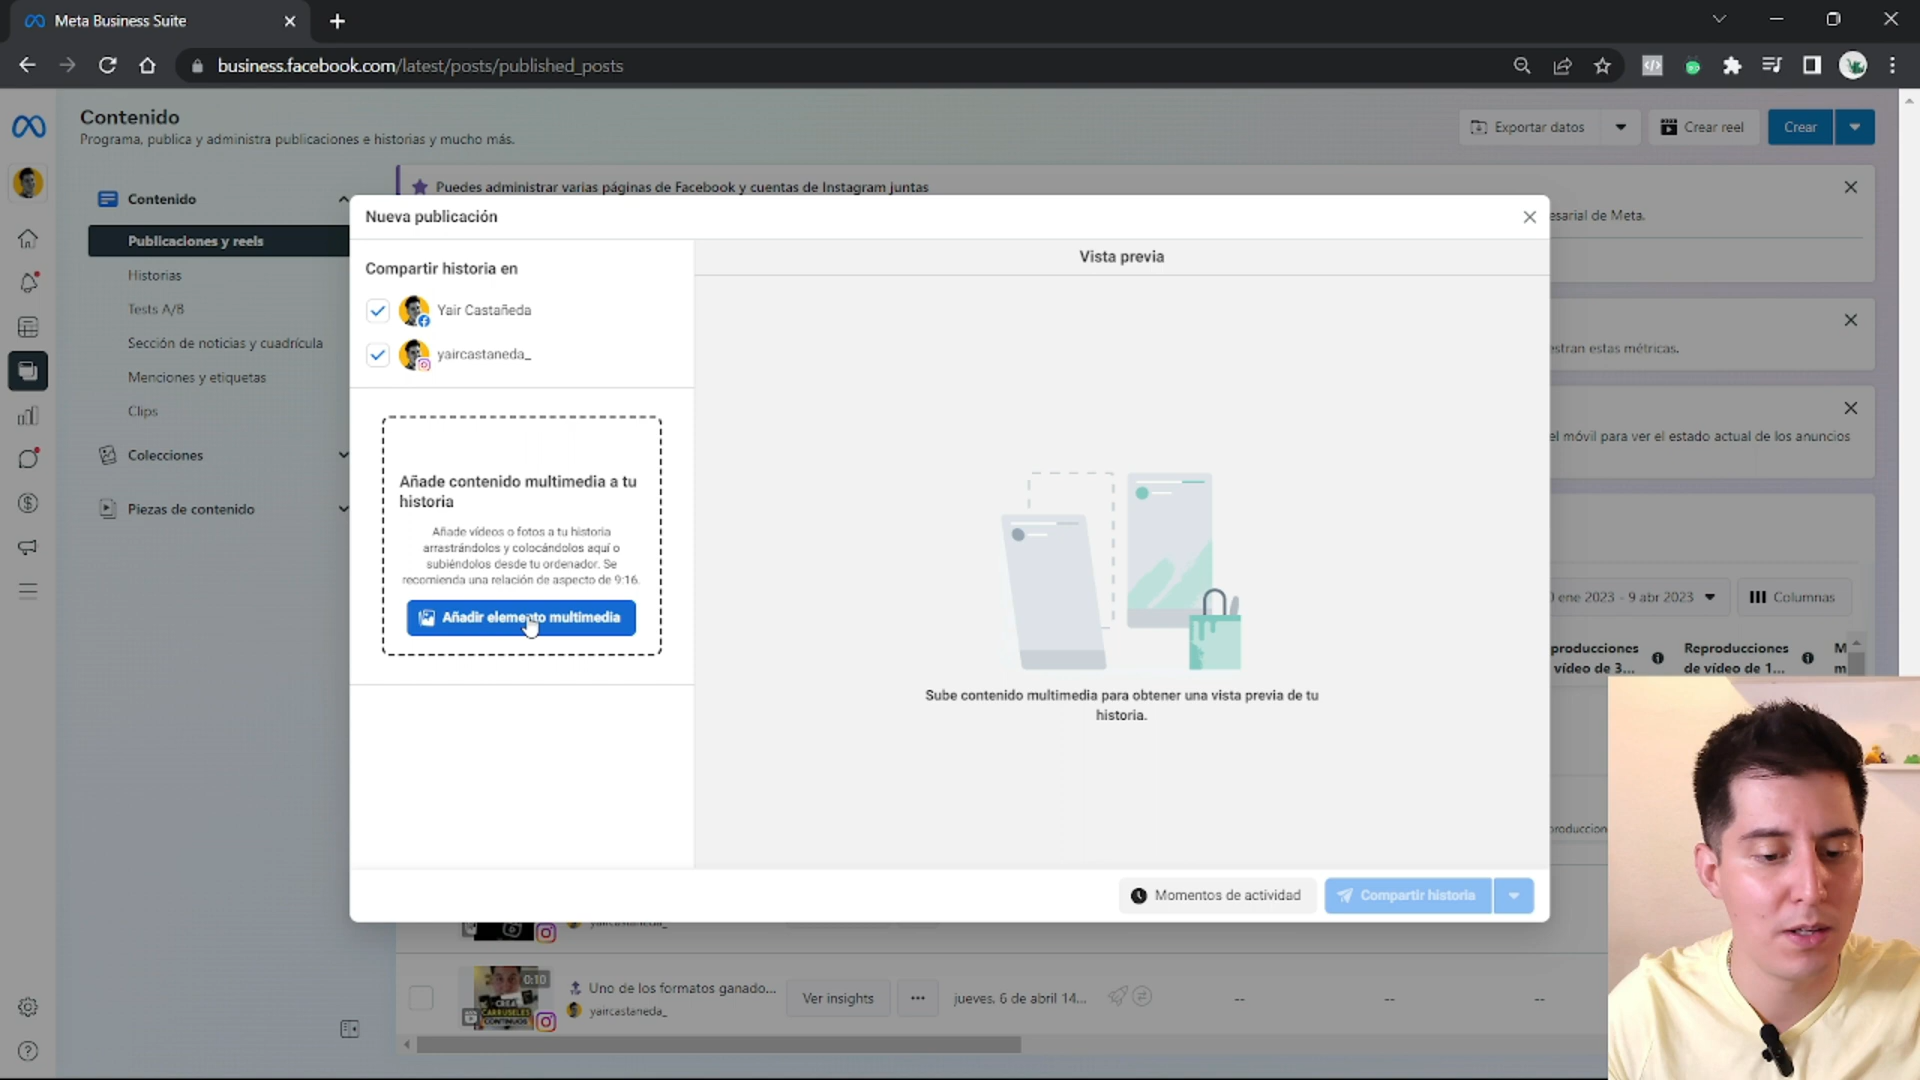 Meta Business Suite
business.facebook.com/latest/posts/published_posts
Contenido
Programa, publica y administra publicaciones e historias y mucho más.
Exportar datos
Crear reel
Crear
Contenido
Publicaciones y reels
Historias
Tests A/B
Sección de noticias y cuadrícula
Menciones y etiquetas
Clips
Colecciones
Piezas de contenido
Puedes administrar varias páginas de Facebook y cuentas de Instagram juntas
esarial de Meta.
stran estas métricas.
el móvil para ver el estado actual de los anuncios
Nueva publicación
Compartir historia en
Yair Castañeda
yaircastaneda_
Añade contenido multimedia a tu
historia
Añade vídeos o fotos a tu historia
arrastrándolos y colocándolos aquí o
subiéndolos desde tu ordenador. Se
recomienda una relación de aspecto de 9:16.
Añadir elemento multimedia
Vista previa
Sube contenido multimedia para obtener una vista previa de tu
historia.
Momentos de actividad
Compartir historia
ene 2023 - 9 abr 2023
Columnas
producciones
de vídeo de 3...
Reproducciones
de vídeo de 1...
M
m
roduccion
yaircastaneda_
0:10
CREA
CARRUSELES
CONTINUOS
Uno de los formatos ganado...
yaircastaneda_
Ver insights
jueves, 6 de abril 14...
--
--
--